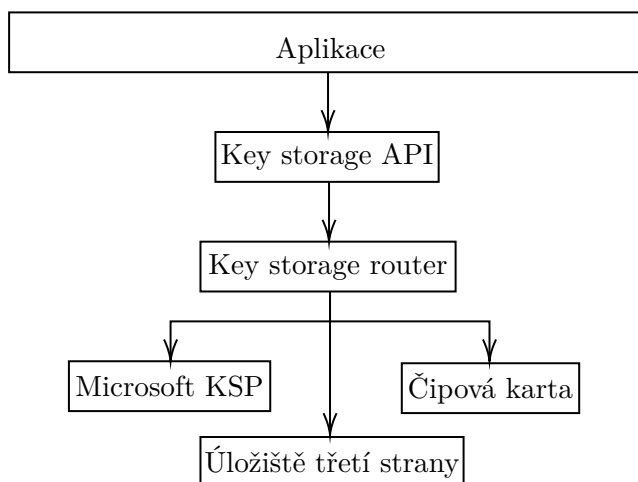 Aplikace
Key storage API
Key storage router
Microsoft KSP
Čipová karta
Úložiště třetí strany